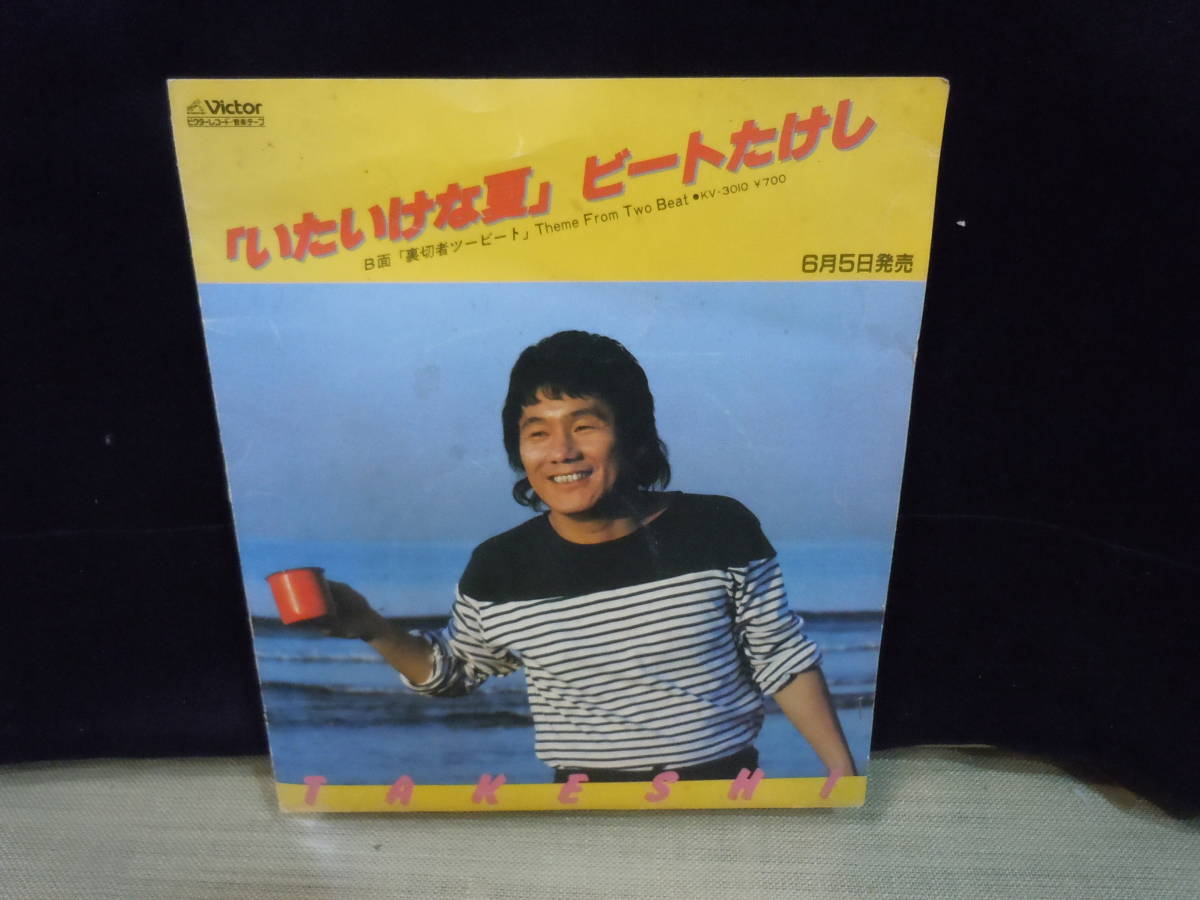 Victor
ビクターレコード・音楽テープ
「いたいけな夏」 ビートたけし
B面「裏切者ツービート」Theme From Two Beat ●KV-3010 ¥700
6月5日発売
TAKESHI